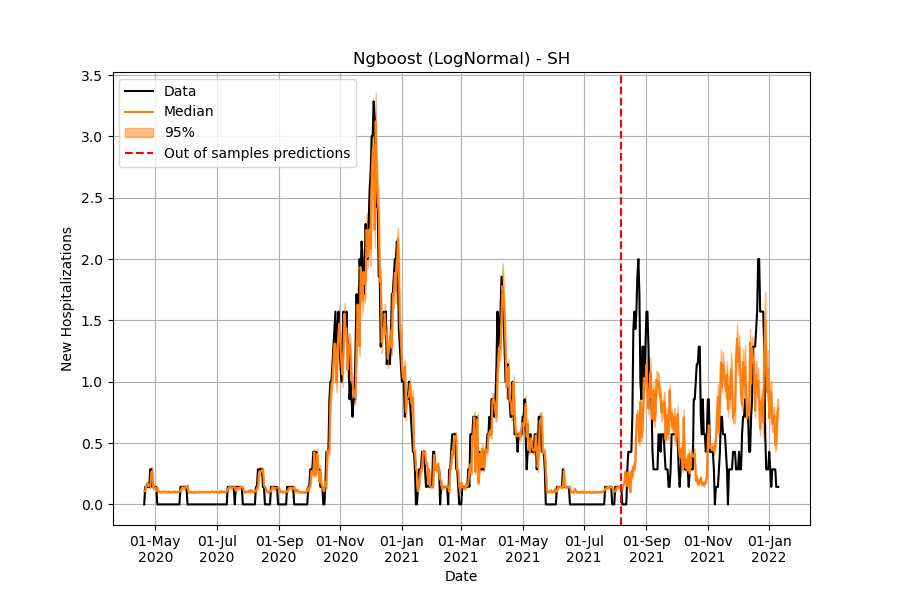 Ngboost (LogNormal) - SH
Data
Median
95%
Out of samples predictions
New Hospitalizations
3.5
3.0
2.5
2.0
1.5
1.0
0.5
0.0
01-May 01-Jul 01-Sep 01-Nov 01-Jan 01-Mar 01-May 01-Jul 01-Sep 01-Nov 01-Jan
2020 2020 2020 2020 2021 2021 2021 2021 2021 2021 2022
Date